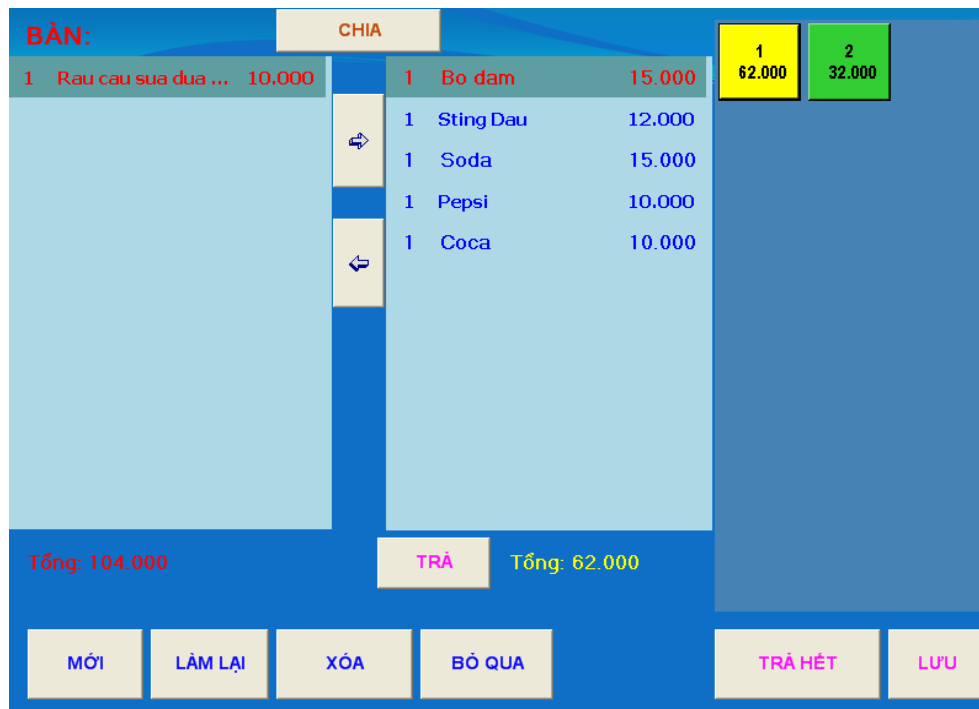 BÀN:
CHIA
1 Rau cau sua dua ... 10.000
1 Bo dam 15.000
1 Sting Dau 12.000
1 Soda 15.000
1 Pepsi 10.000
1 Coca 10.000
1
62.000
2
32.000
Tổng: 104.000
TRẢ
Tổng: 62.000
MỚI
LÀM LẠI
XÓA
BỎ QUA
TRẢ HẾT
LƯU